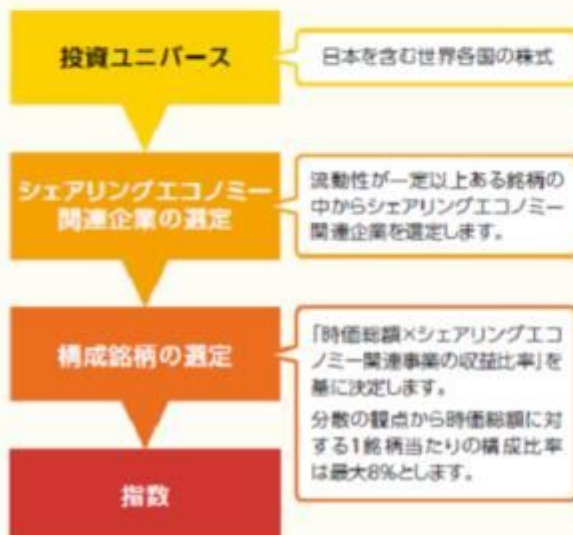 投資ユニバース
日本を含む世界各国の株式
シェアリングエコノミー
関連企業の選定
流動性が一定以上ある銘柄の
中からシェアリングエコノミー
関連企業を選定します。
構成銘柄の選定
「時価総額×シェアリングエコ
ノミー関連事業の収益比率」を
基に決定します。
分散の観点から時価総額に対
する1銘柄当たりの構成比率
は最大8%とします。
指数